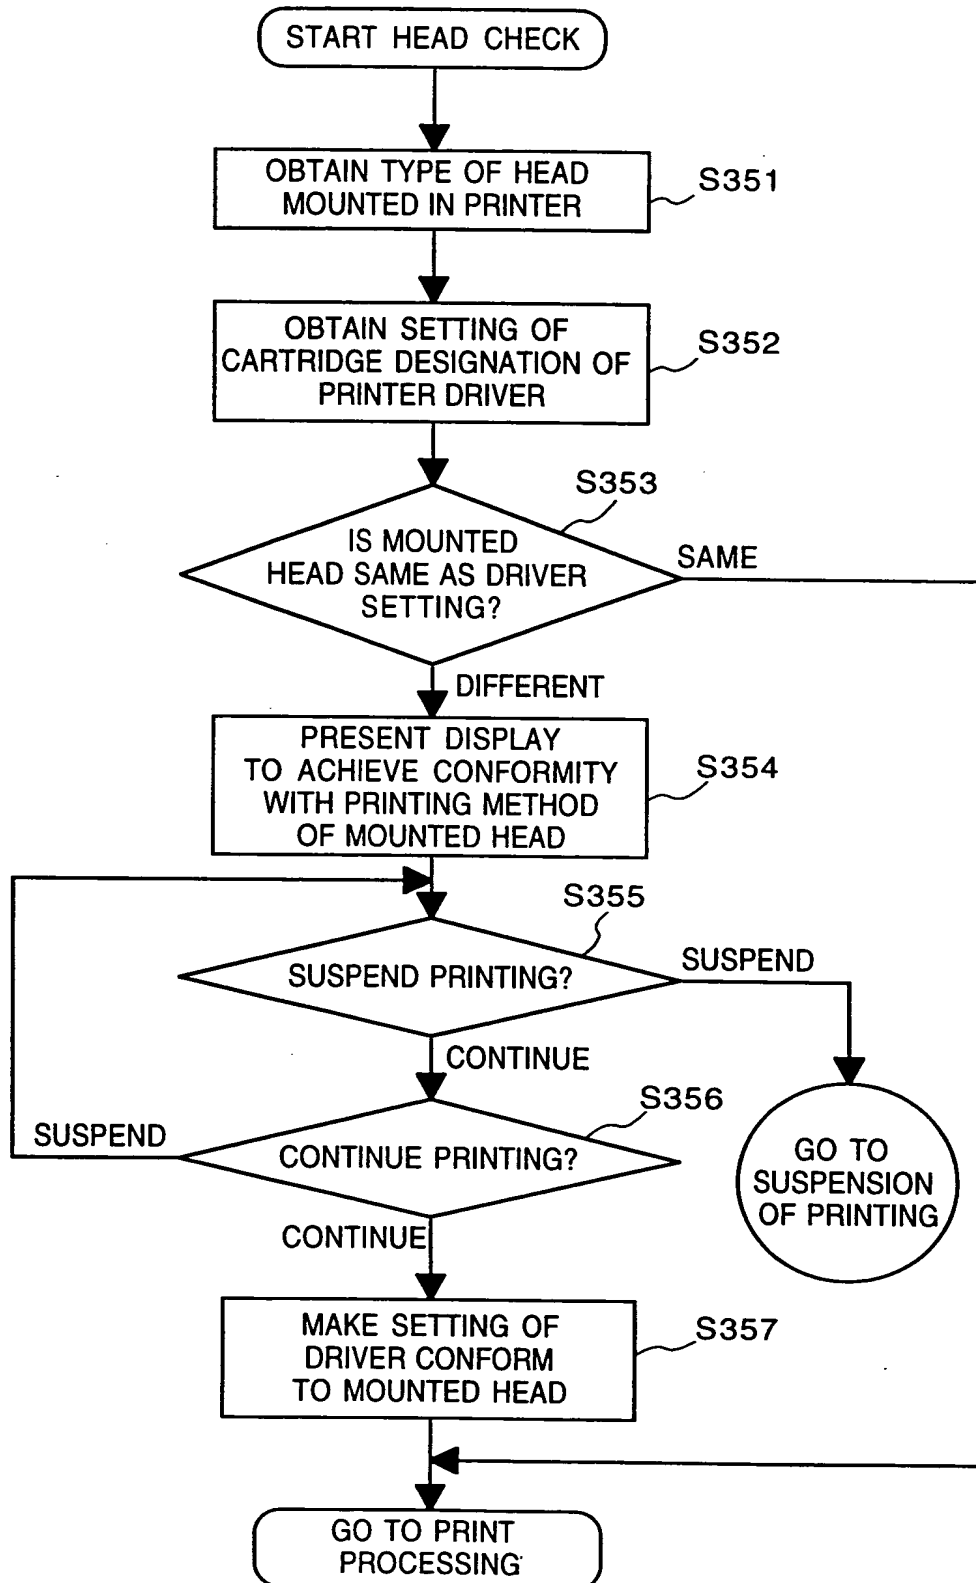 START HEAD CHECK
OBTAIN TYPE OF HEAD
MOUNTED IN PRINTER
S351
OBTAIN SETTING OF
CARTRIDGE DESIGNATION OF
PRINTER DRIVER
S352
S353
IS MOUNTED
HEAD SAME AS DRIVER
SETTING?
SAME
DIFFERENT
PRESENT DISPLAY
TO ACHIEVE CONFORMITY
WITH PRINTING METHOD
OF MOUNTED HEAD
S354
S355
SUSPEND PRINTING?
SUSPEND
CONTINUE
S356
SUSPEND
CONTINUE PRINTING?
GO TO
SUSPENSION
OF PRINTING
CONTINUE
MAKE SETTING OF
DRIVER CONFORM
TO MOUNTED HEAD
S357
GO TO PRINT
PROCESSING